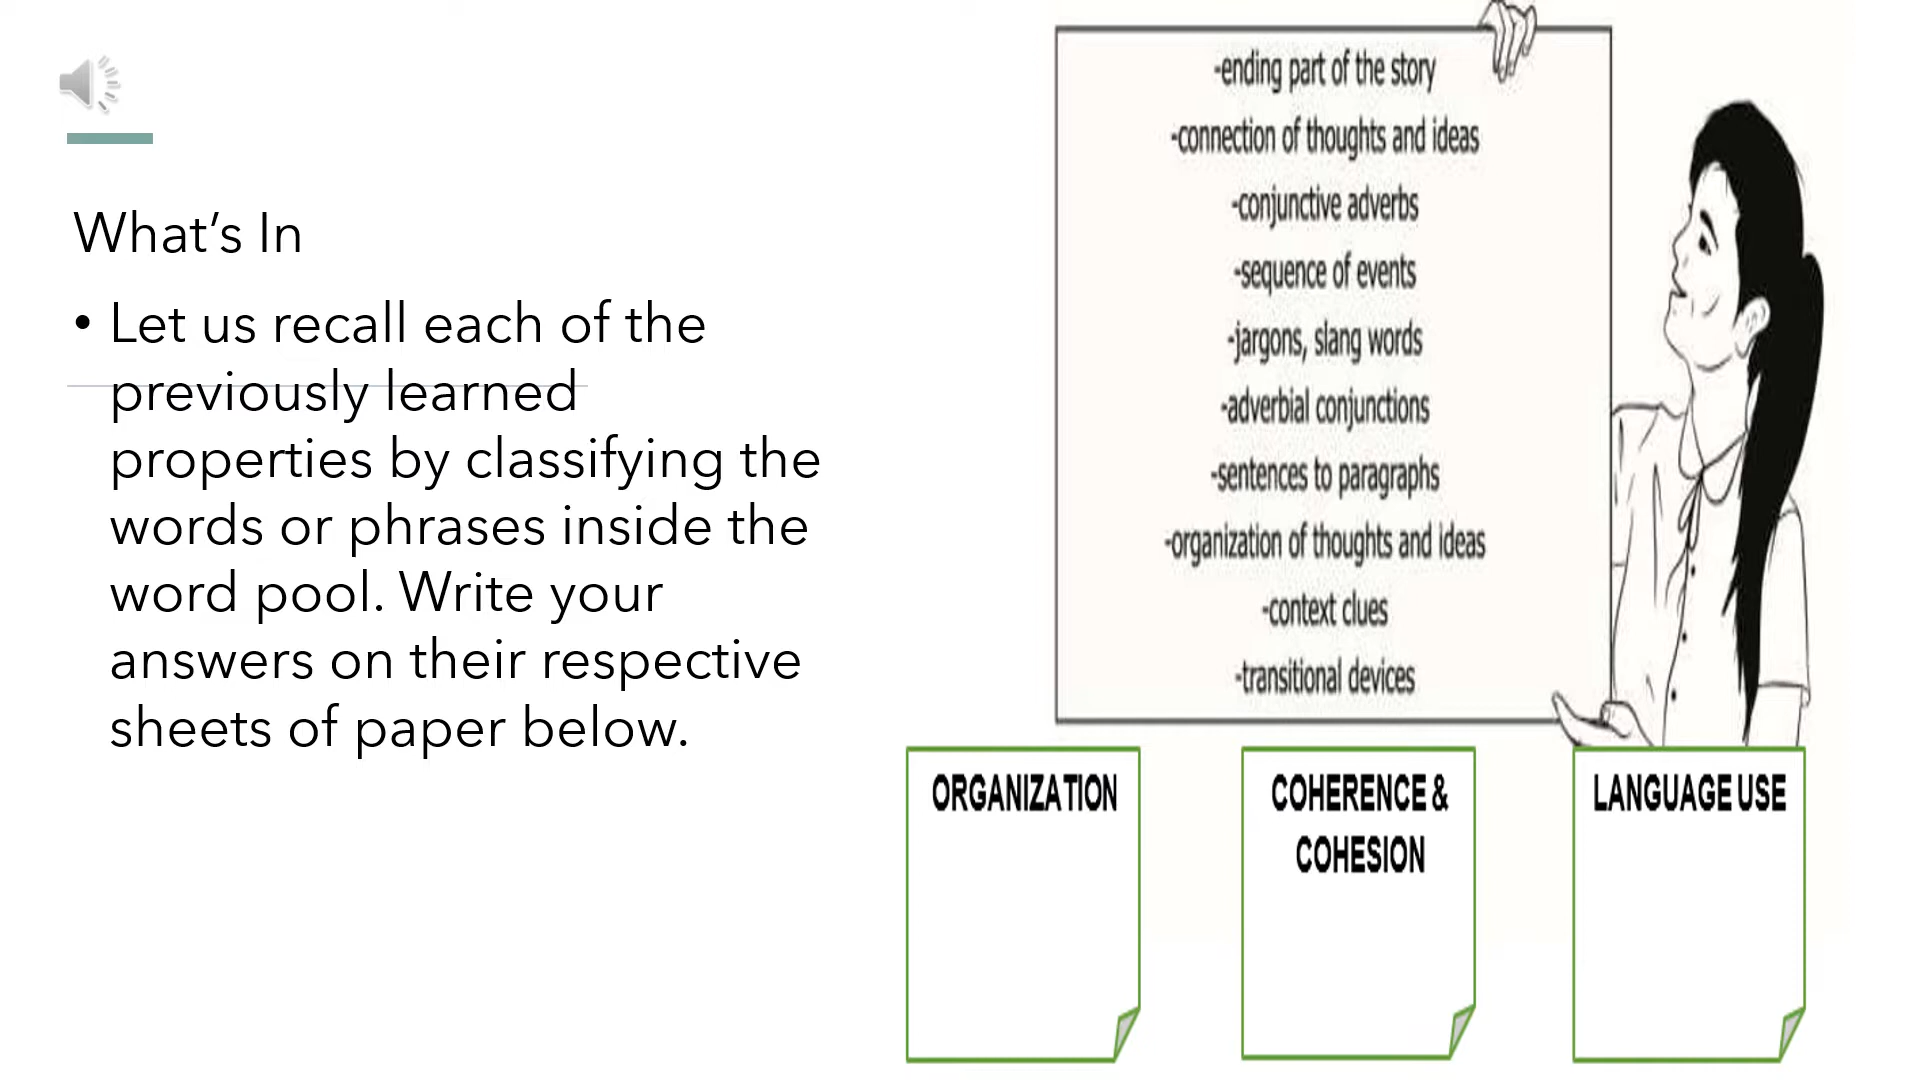 What's In
• Let us recall each of the
previously learned
properties by classifying the
words or phrases inside the
word pool. Write your
answers on their respective
sheets of paper below.
-ending part of the story
-connection of thoughts and ideas
-conjunctive adverbs
-sequence of events
-jargons, slang words
-adverbial conjunctions
-sentences to paragraphs
-organization of thoughts and ideas
-context clues
-transitional devices
ORGANIZATION
COHERENCE &
COHESION
LANGUAGE USE